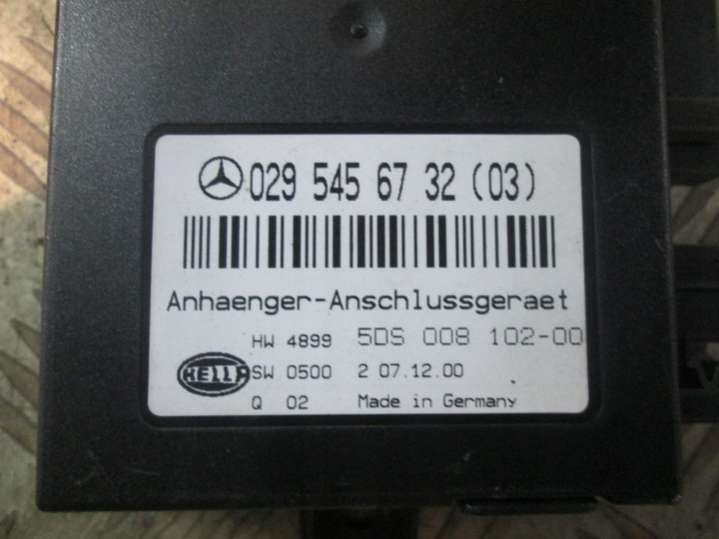 029 545 67 32 (03)
Anhaenger-Anschlussgeraet
HW 4899 5DS 008 102-00
HELLA SW 0500 2 07.12.00
Q 02 Made in Germany